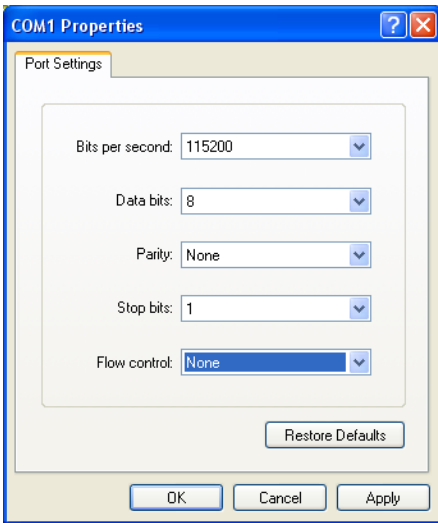 COM1 Properties
Port Settings
Bits per second: 115200
Data bits: 8
Parity: None
Stop bits: 1
Flow control: None
Restore Defaults
OK Cancel Apply